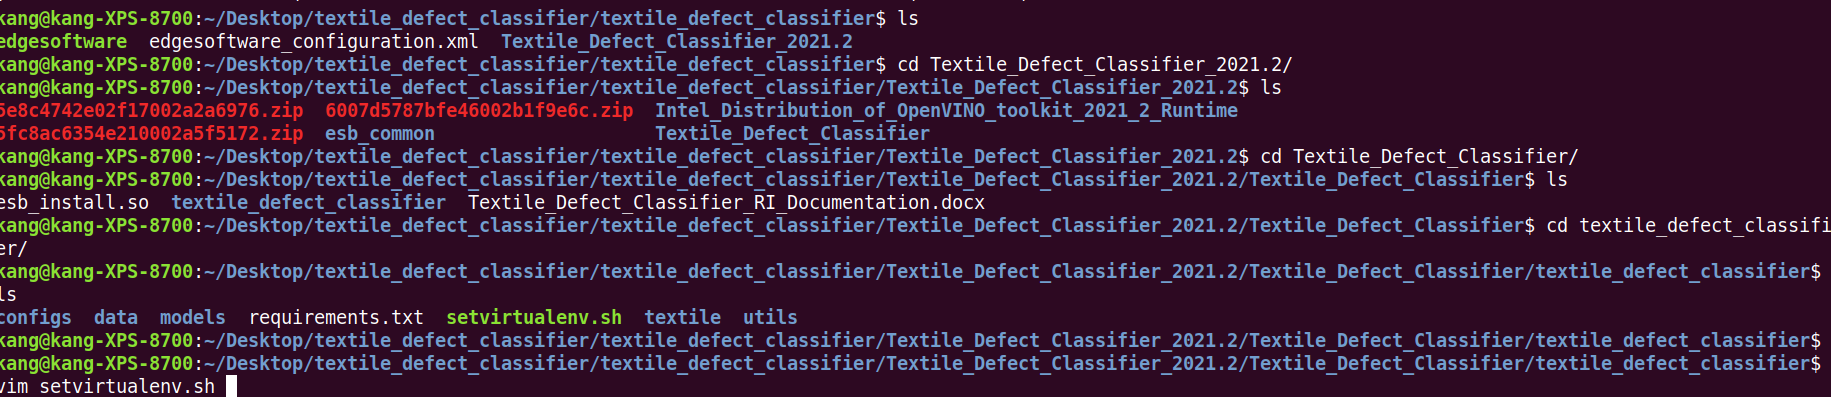 kang@kang-XPS-8700:~/Desktop/textile_defect_classifier/textile_defect_classifier$ ls
edgesoftware  edgesoftware_configuration.xml  Textile_Defect_Classifier_2021.2
kang@kang-XPS-8700:~/Desktop/textile_defect_classifier/textile_defect_classifier$ cd Textile_Defect_Classifier_2021.2/
kang@kang-XPS-8700:~/Desktop/textile_defect_classifier/textile_defect_classifier/Textile_Defect_Classifier_2021.2$ ls
5e8c4742e02f17002a2a6976.zip  6007d5787bfe46002b1f9e6c.zip  Intel_Distribution_of_OpenVINO_toolkit_2021_2_Runtime
5fc8ac6354e210002a5f5172.zip  esb_common                    Textile_Defect_Classifier
kang@kang-XPS-8700:~/Desktop/textile_defect_classifier/textile_defect_classifier/Textile_Defect_Classifier_2021.2$ cd Textile_Defect_Classifier/
kang@kang-XPS-8700:~/Desktop/textile_defect_classifier/textile_defect_classifier/Textile_Defect_Classifier_2021.2/Textile_Defect_Classifier$ ls
esb_install.so  textile_defect_classifier  Textile_Defect_Classifier_RI_Documentation.docx
kang@kang-XPS-8700:~/Desktop/textile_defect_classifier/textile_defect_classifier/Textile_Defect_Classifier_2021.2/Textile_Defect_Classifier$ cd textile_defect_classifi
er/
kang@kang-XPS-8700:~/Desktop/textile_defect_classifier/textile_defect_classifier/Textile_Defect_Classifier_2021.2/Textile_Defect_Classifier/textile_defect_classifier$
ls
configs  data  models  requirements.txt  setvirtualenv.sh  textile  utils
kang@kang-XPS-8700:~/Desktop/textile_defect_classifier/textile_defect_classifier/Textile_Defect_Classifier_2021.2/Textile_Defect_Classifier/textile_defect_classifier$
kang@kang-XPS-8700:~/Desktop/textile_defect_classifier/textile_defect_classifier/Textile_Defect_Classifier_2021.2/Textile_Defect_Classifier/textile_defect_classifier$
vim setvirtualenv.sh